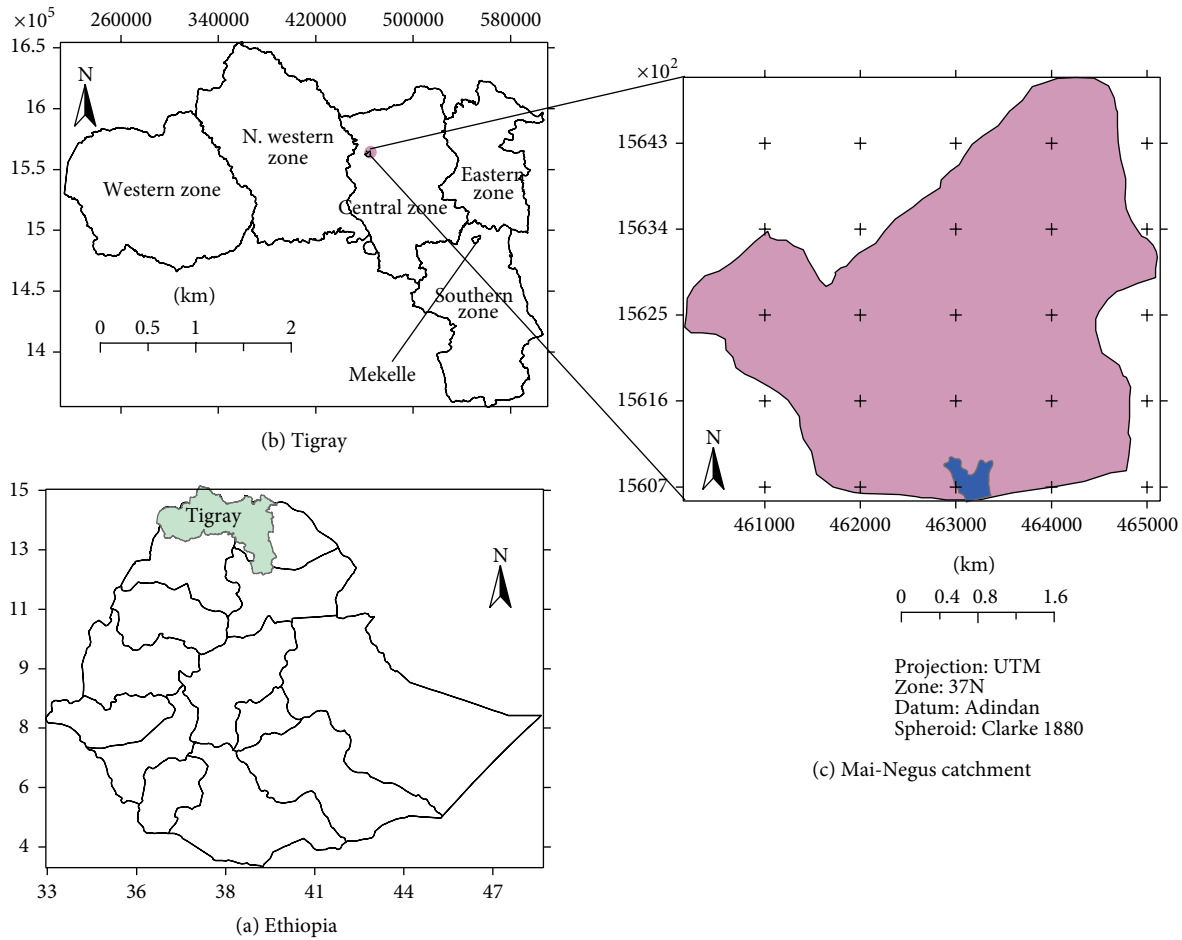 ×10⁵ 260000 340000 420000 500000 580000
16.5
16
15.5
15
14.5
14
N
Western zone
N. western
zone
Central zone
Eastern
zone
Southern
zone
Mekelle
(km)
0 0.5 1 2
(b) Tigray
×10²
15643
15634
15625
15616
15607
N
461000 462000 463000 464000 465000
(km)
0 0.4 0.8 1.6
Projection: UTM
Zone: 37N
Datum: Adindan
Spheroid: Clarke 1880
(c) Mai-Negus catchment
15
13
11
9
8
6
4
Tigray
N
33 36 38 41 44 47
(a) Ethiopia